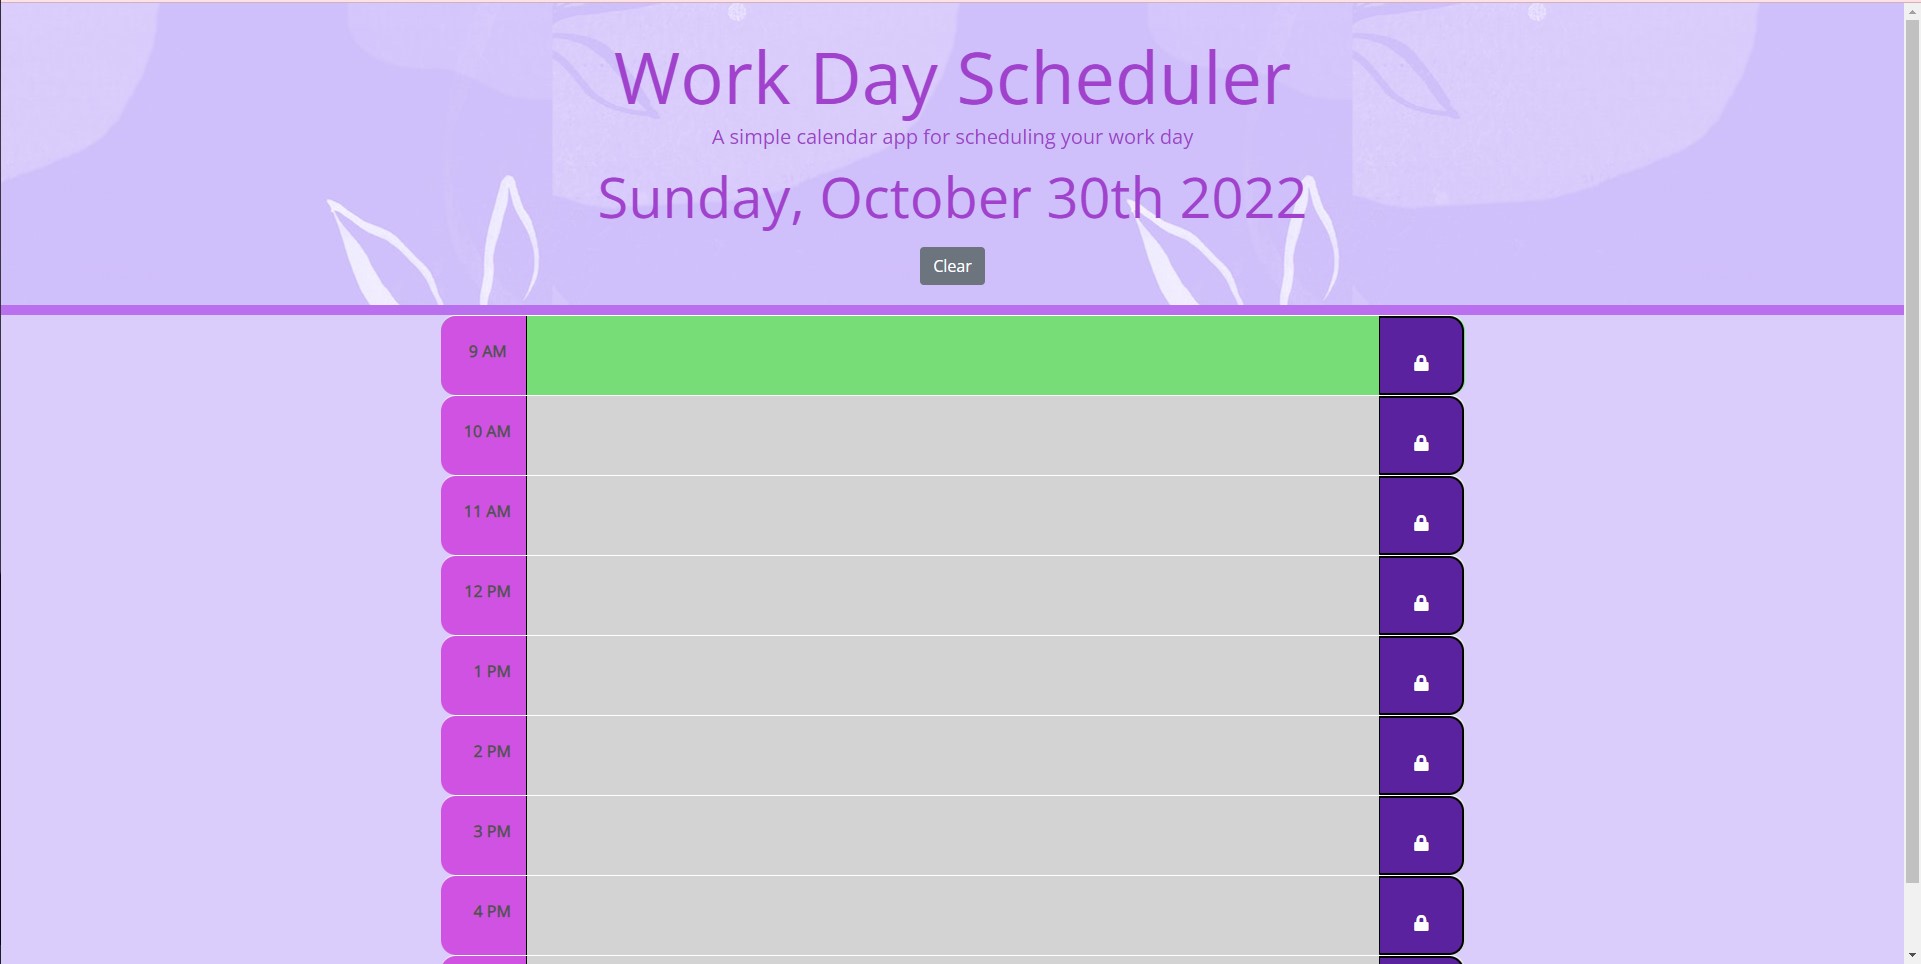 Work Day Scheduler
A simple calendar app for scheduling your work day
Sunday, October 30th 2022
Clear
9 AM
10 AM
11 AM
12 PM
1 PM
2 PM
3 PM
4 PM